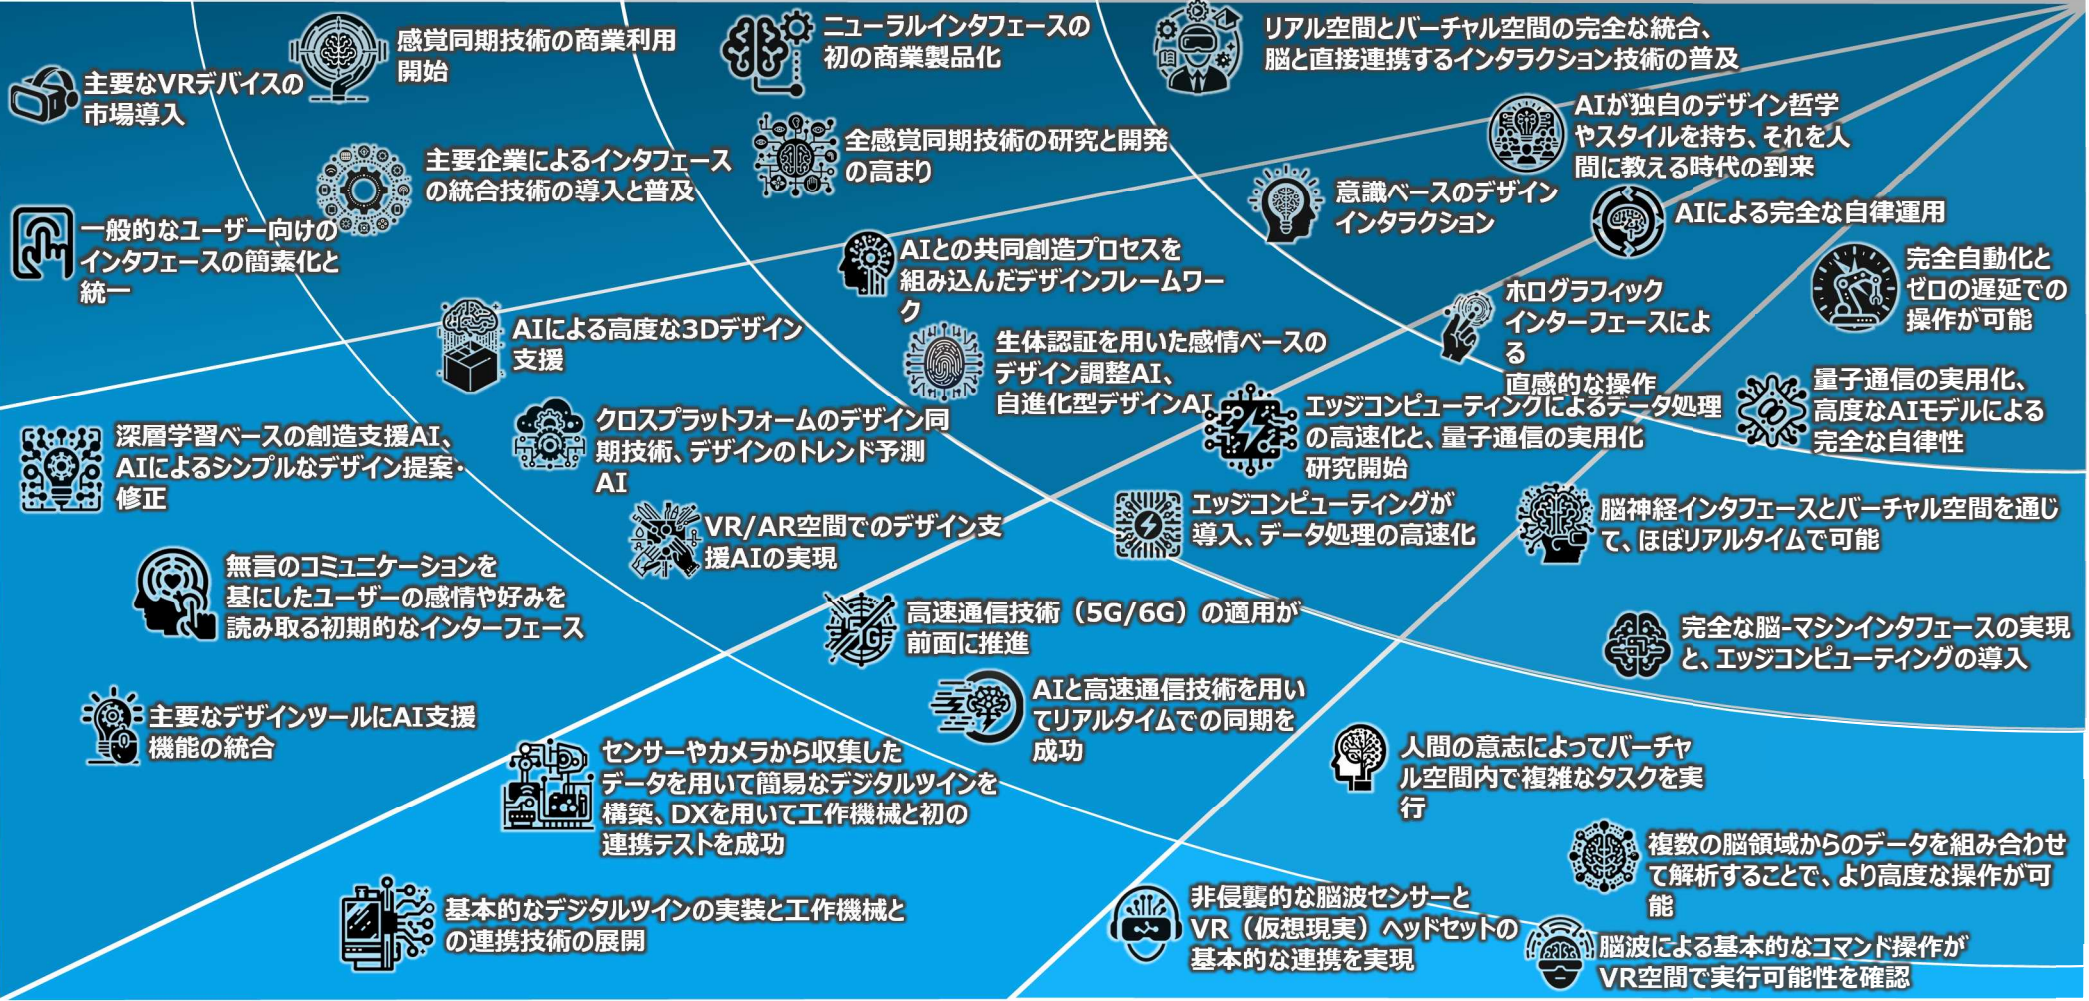 主要なVRデバイスの
市場導入
感覚同期技術の商業利用
開始
ニューラルインタフェースの
初の商業製品化
リアル空間とバーチャル空間の完全な統合、
脳と直接連携するインタラクション技術の普及
一般的なユーザー向けの
インタフェースの簡素化と
統一
主要企業によるインタフェース
の統合技術の導入と普及
全感覚同期技術の研究と開発
の高まり
意識ベースのデザイン
インタラクション
AIが独自のデザイン哲学
やスタイルを持ち、それを人
間に教える時代の到来
AIによる完全な自律運用
完全自動化と
ゼロの遅延での
操作が可能
AIによる高度な3Dデザイン
支援
AIとの共同創造プロセスを
組み込んだデザインフレームワー
ク
ホログラフィック
インターフェースによ
る
直感的な操作
生体認証を用いた感情ベースの
デザイン調整AI、
自進化型デザインAI
量子通信の実用化、
高度なAIモデルによる
完全な自律性
深層学習ベースの創造支援AI、
AIによるシンプルなデザイン提案・
修正
クロスプラットフォームのデザイン同
期技術、デザインのトレンド予測
AI
エッジコンピューティングによるデータ処理
の高速化と、量子通信の実用化
研究開始
VR/AR空間でのデザイン支
援AIの実現
エッジコンピューティングが
導入、データ処理の高速化
脳神経インタフェースとバーチャル空間を通じ
て、ほぼリアルタイムで可能
無言のコミュニケーションを
基にしたユーザーの感情や好みを
読み取る初期的なインターフェース
高速通信技術（5G/6G）の適用が
前面に推進
5G
完全な脳-マシンインタフェースの実現
と、エッジコンピューティングの導入
主要なデザインツールにAI支援
機能の統合
AIと高速通信技術を用い
てリアルタイムでの同期を
成功
センサーやカメラから収集した
データを用いて簡易なデジタルツインを
構築、DXを用いて工作機械と初の
連携テストを成功
人間の意志によってバーチャ
ル空間内で複雑なタスクを実
行
複数の脳領域からのデータを組み合わせ
て解析することで、より高度な操作が可
能
基本的なデジタルツインの実装と工作機械と
の連携技術の展開
非侵襲的な脳波センサーと
VR（仮想現実）ヘッドセットの
基本的な連携を実現
脳波による基本的なコマンド操作が
VR空間で実行可能性を確認